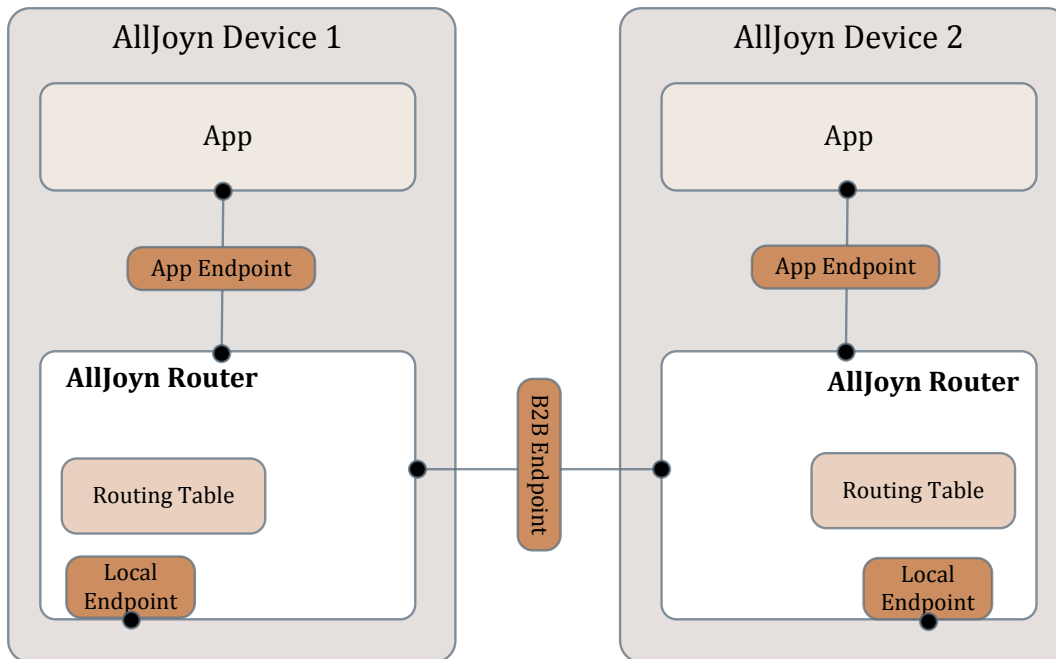 AllJoyn Device 1
App
App Endpoint
AllJoyn Router
Routing Table
Local
Endpoint
B2B Endpoint
AllJoyn Device 2
App
App Endpoint
AllJoyn Router
Routing Table
Local
Endpoint